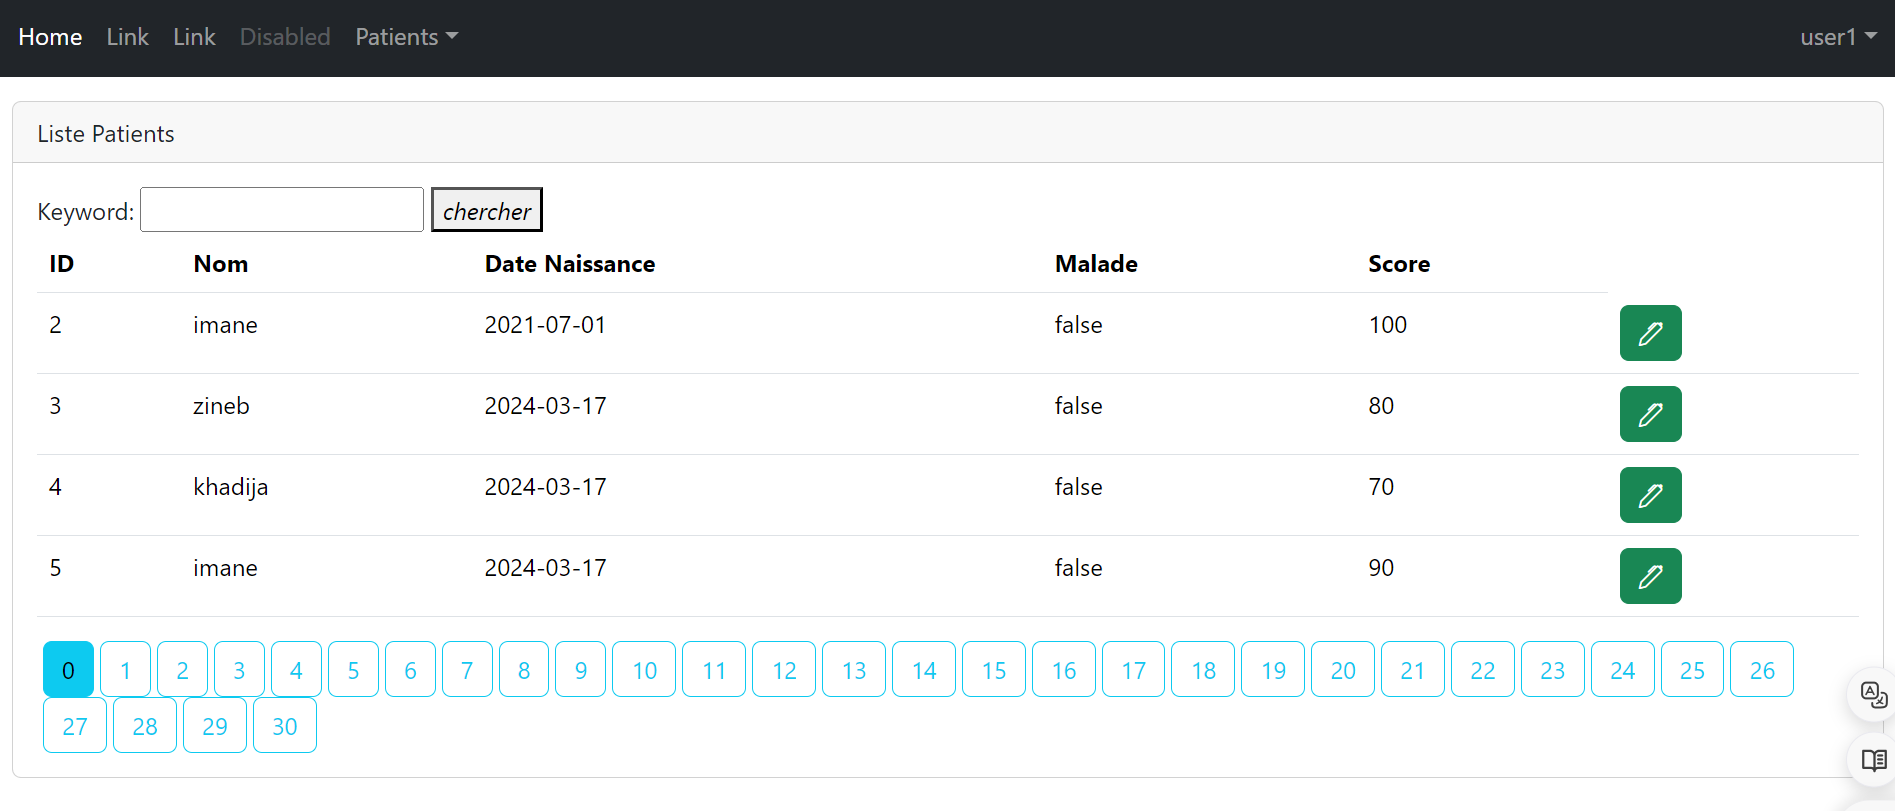 Home Link Link Disabled Patients user1
Liste Patients
Keyword: chercher
ID Nom Date Naissance Malade Score
2 imane 2021-07-01 false 100
3 zineb 2024-03-17 false 80
4 khadija 2024-03-17 false 70
5 imane 2024-03-17 false 90
0 1 2 3 4 5 6 7 8 9 10 11 12 13 14 15 16 17 18 19 20 21 22 23 24 25 26
27 28 29 30